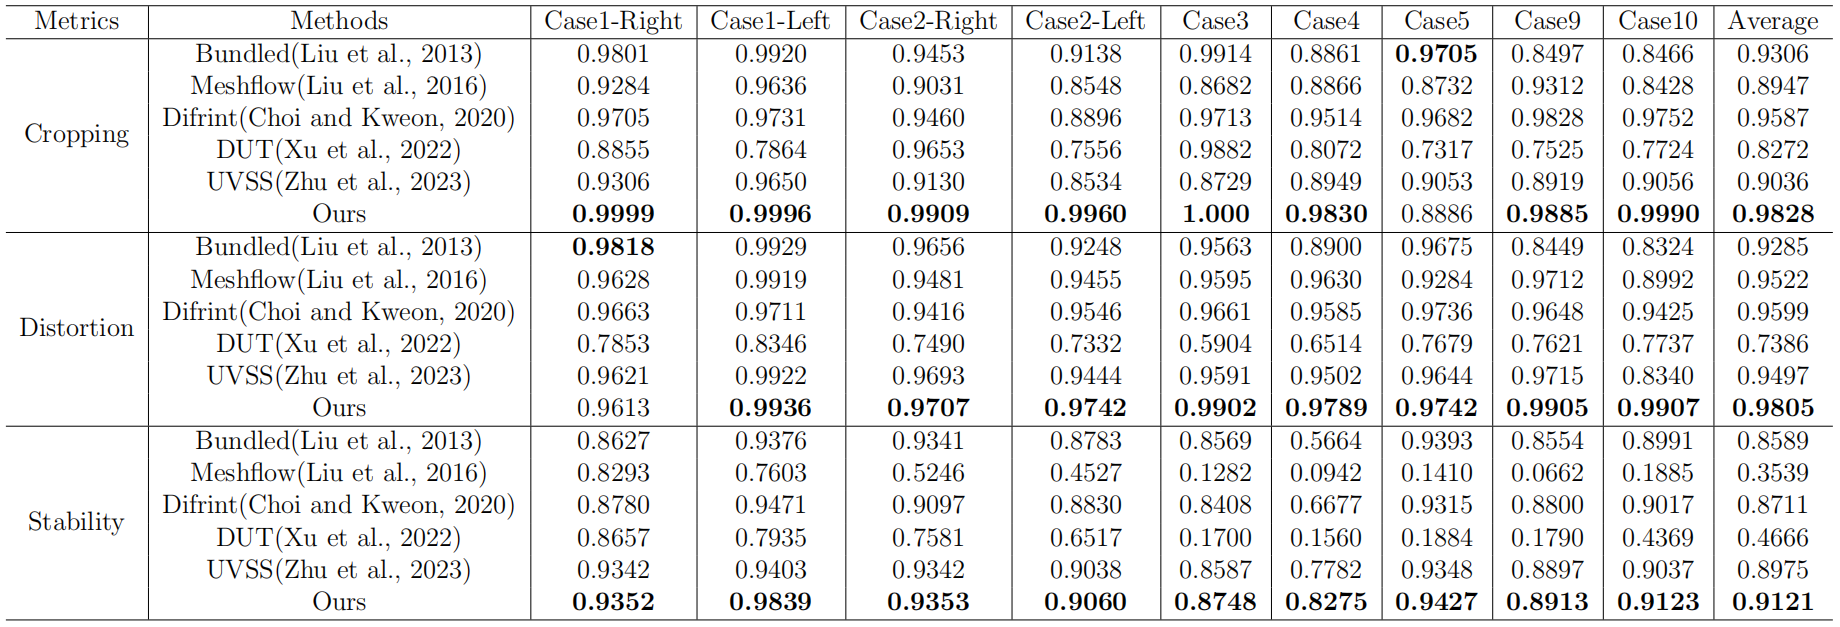 Metrics Methods Case1-Right Case1-Left Case2-Right Case2-Left Case3 Case4 Case5 Case9 Case10 Average
Cropping
Bundled(Liu et al., 2013) 0.9801 0.9920 0.9453 0.9138 0.9914 0.8861 0.9705 0.8497 0.8466 0.9306
Meshflow(Liu et al., 2016) 0.9284 0.9636 0.9031 0.8548 0.8682 0.8866 0.8732 0.9312 0.8428 0.8947
Difrint(Choi and Kweon, 2020) 0.9705 0.9731 0.9460 0.8896 0.9713 0.9514 0.9682 0.9828 0.9752 0.9587
DUT(Xu et al., 2022) 0.8855 0.7864 0.9653 0.7556 0.9882 0.8072 0.7317 0.7525 0.7724 0.8272
UVSS(Zhu et al., 2023) 0.9306 0.9650 0.9130 0.8534 0.8729 0.8949 0.9053 0.8919 0.9056 0.9036
Ours 0.9999 0.9996 0.9909 0.9960 1.000 0.9830 0.8886 0.9885 0.9990 0.9828
Distortion
Bundled(Liu et al., 2013) 0.9818 0.9929 0.9656 0.9248 0.9563 0.8900 0.9675 0.8449 0.8324 0.9285
Meshflow(Liu et al., 2016) 0.9628 0.9919 0.9481 0.9455 0.9595 0.9630 0.9284 0.9712 0.8992 0.9522
Difrint(Choi and Kweon, 2020) 0.9663 0.9711 0.9416 0.9546 0.9661 0.9585 0.9736 0.9648 0.9425 0.9599
DUT(Xu et al., 2022) 0.7853 0.8346 0.7490 0.7332 0.5904 0.6514 0.7679 0.7621 0.7737 0.7386
UVSS(Zhu et al., 2023) 0.9621 0.9922 0.9693 0.9444 0.9591 0.9502 0.9644 0.9715 0.8340 0.9497
Ours 0.9613 0.9936 0.9707 0.9742 0.9902 0.9789 0.9742 0.9905 0.9907 0.9805
Stability
Bundled(Liu et al., 2013) 0.8627 0.9376 0.9341 0.8783 0.8569 0.5664 0.9393 0.8554 0.8991 0.8589
Meshflow(Liu et al., 2016) 0.8293 0.7603 0.5246 0.4527 0.1282 0.0942 0.1410 0.0662 0.1885 0.3539
Difrint(Choi and Kweon, 2020) 0.8780 0.9471 0.9097 0.8830 0.8408 0.6677 0.9315 0.8800 0.9017 0.8711
DUT(Xu et al., 2022) 0.8657 0.7935 0.7581 0.6517 0.1700 0.1560 0.1884 0.1790 0.4369 0.4666
UVSS(Zhu et al., 2023) 0.9342 0.9403 0.9342 0.9038 0.8587 0.7782 0.9348 0.8897 0.9037 0.8975
Ours 0.9352 0.9839 0.9353 0.9060 0.8748 0.8275 0.9427 0.8913 0.9123 0.9121